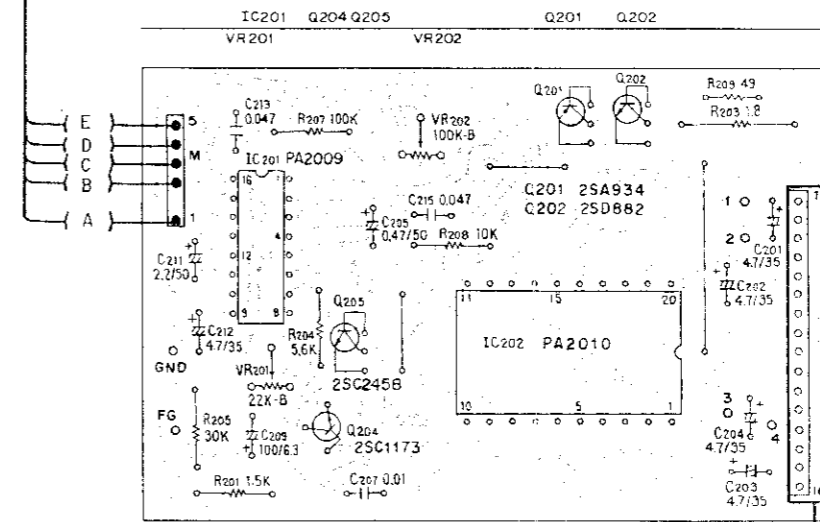 IC201 Q204 Q205 Q201 Q202
VR201 VR202
E
D
C
B
A
5
M
1
C213
0.047
R207 100K
VR202
100K-B
Q201
Q202
R209 49
R203 1.8
IC201 PA2009
16
4
12
9
8
C215 0.047
C205
0.47/50
R208 10K
Q201 2SA934
Q202 2SD882
1
2
C201
4.7/35
C202
4.7/35
C211
2.2/50
C212
4.7/35
R204
5.6K
Q205
2SC2458
11
15
20
IC202 PA2010
10
5
1
GND
VR201
22K-B
FG
R205
30K
C209
100/6.3
Q204
2SC1173
3
C204
4.7/35
4
C203
4.7/35
R201 1.5K
C207 0.01